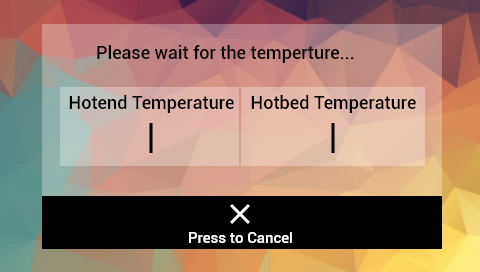 Please wait for the temperture...
Hotend Temperature Hotbed Temperature
| |
Press to Cancel